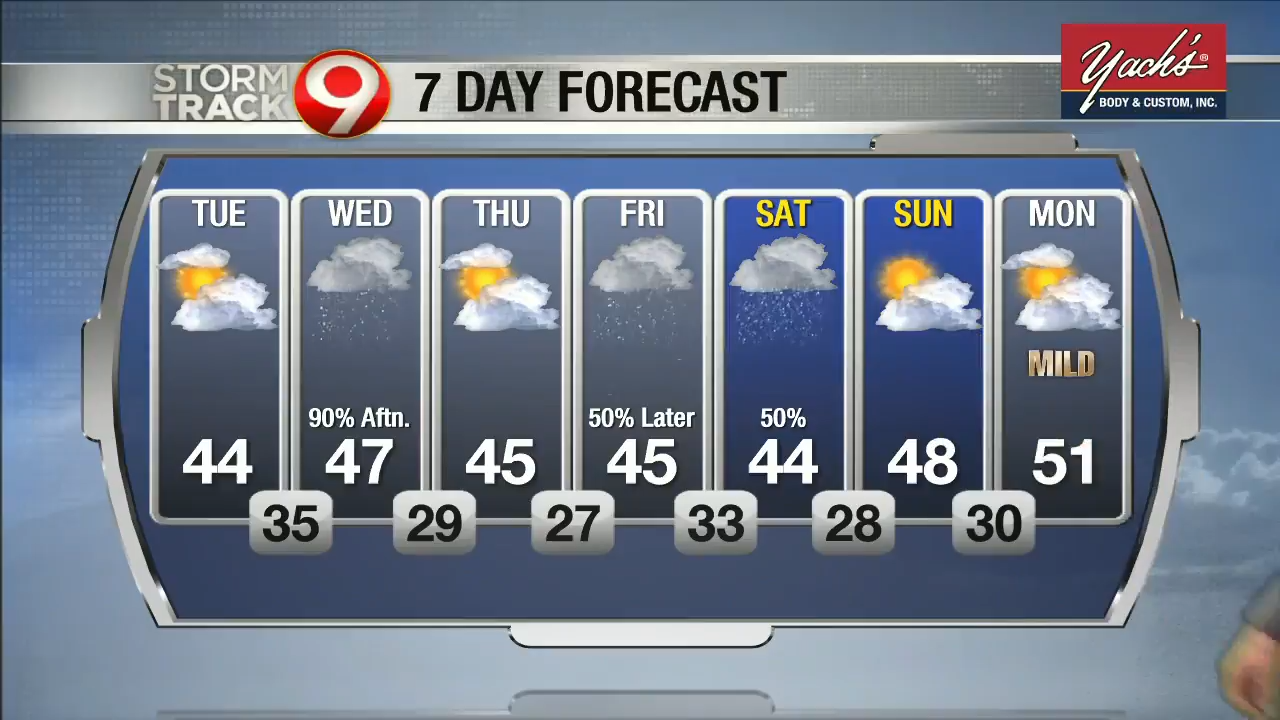 STORM
TRACK
9
7 DAY FORECAST
Yach's®
BODY & CUSTOM, INC.
TUE
WED
THU
FRI
SAT
SUN
MON
MILD
90% Aftn.
50% Later
50%
44
47
45
45
44
48
51
35
29
27
33
28
30